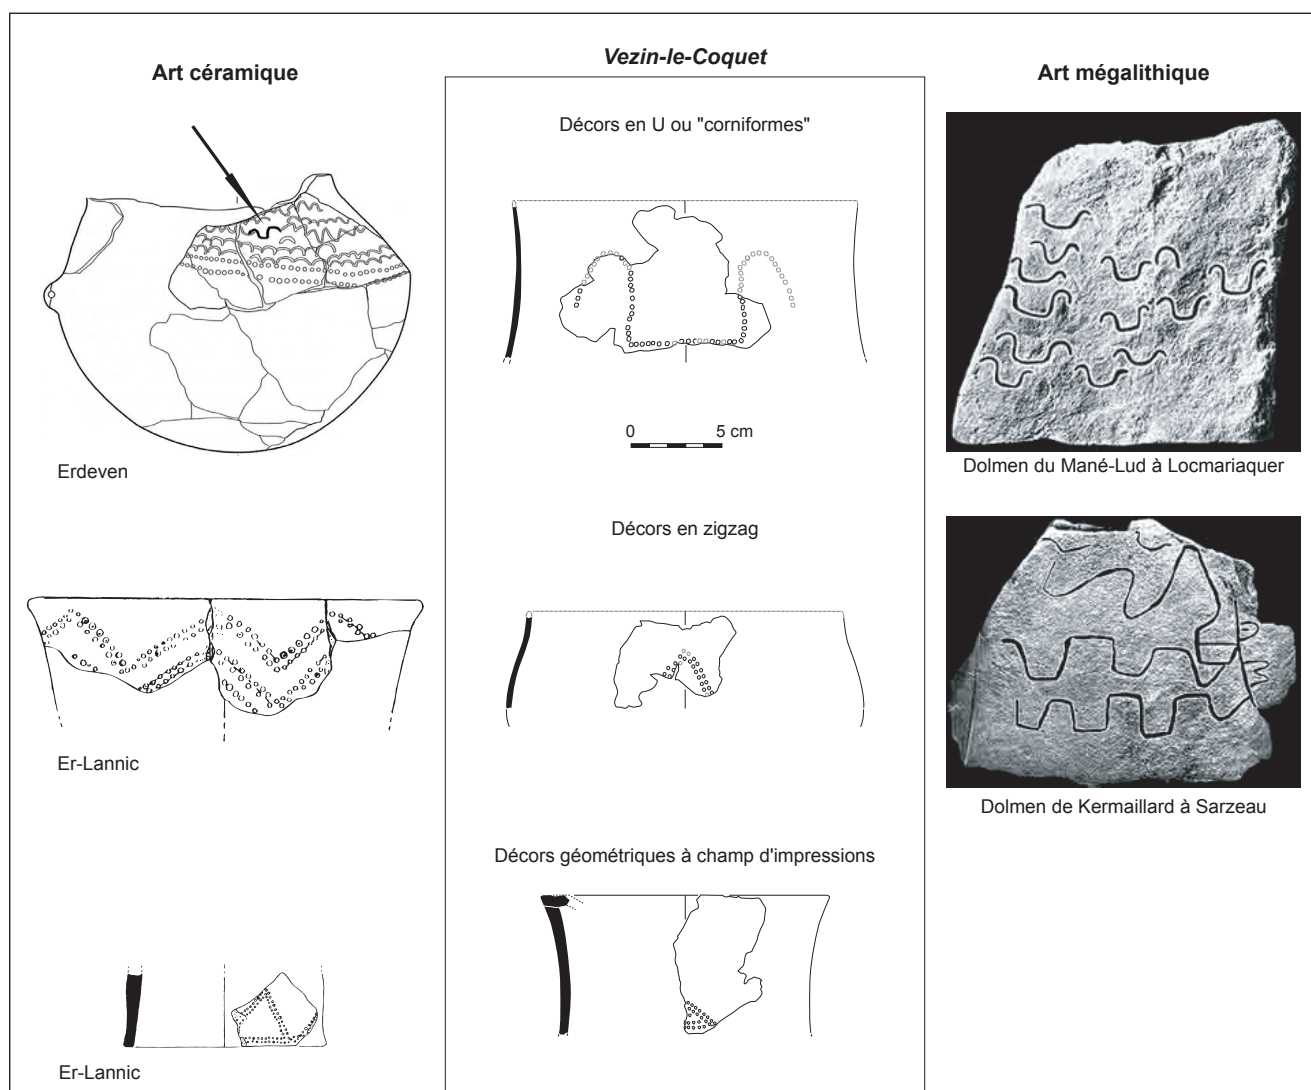 Art céramique
Vezin-le-Coquet
Art mégalithique
Décors en U ou "corniformes"
0 5 cm
Erdeven
Dolmen du Mané-Lud à Locmariaquer
Décors en zigzag
Er-Lannic
Dolmen de Kermaillard à Sarzeau
Décors géométriques à champ d'impressions
Er-Lannic